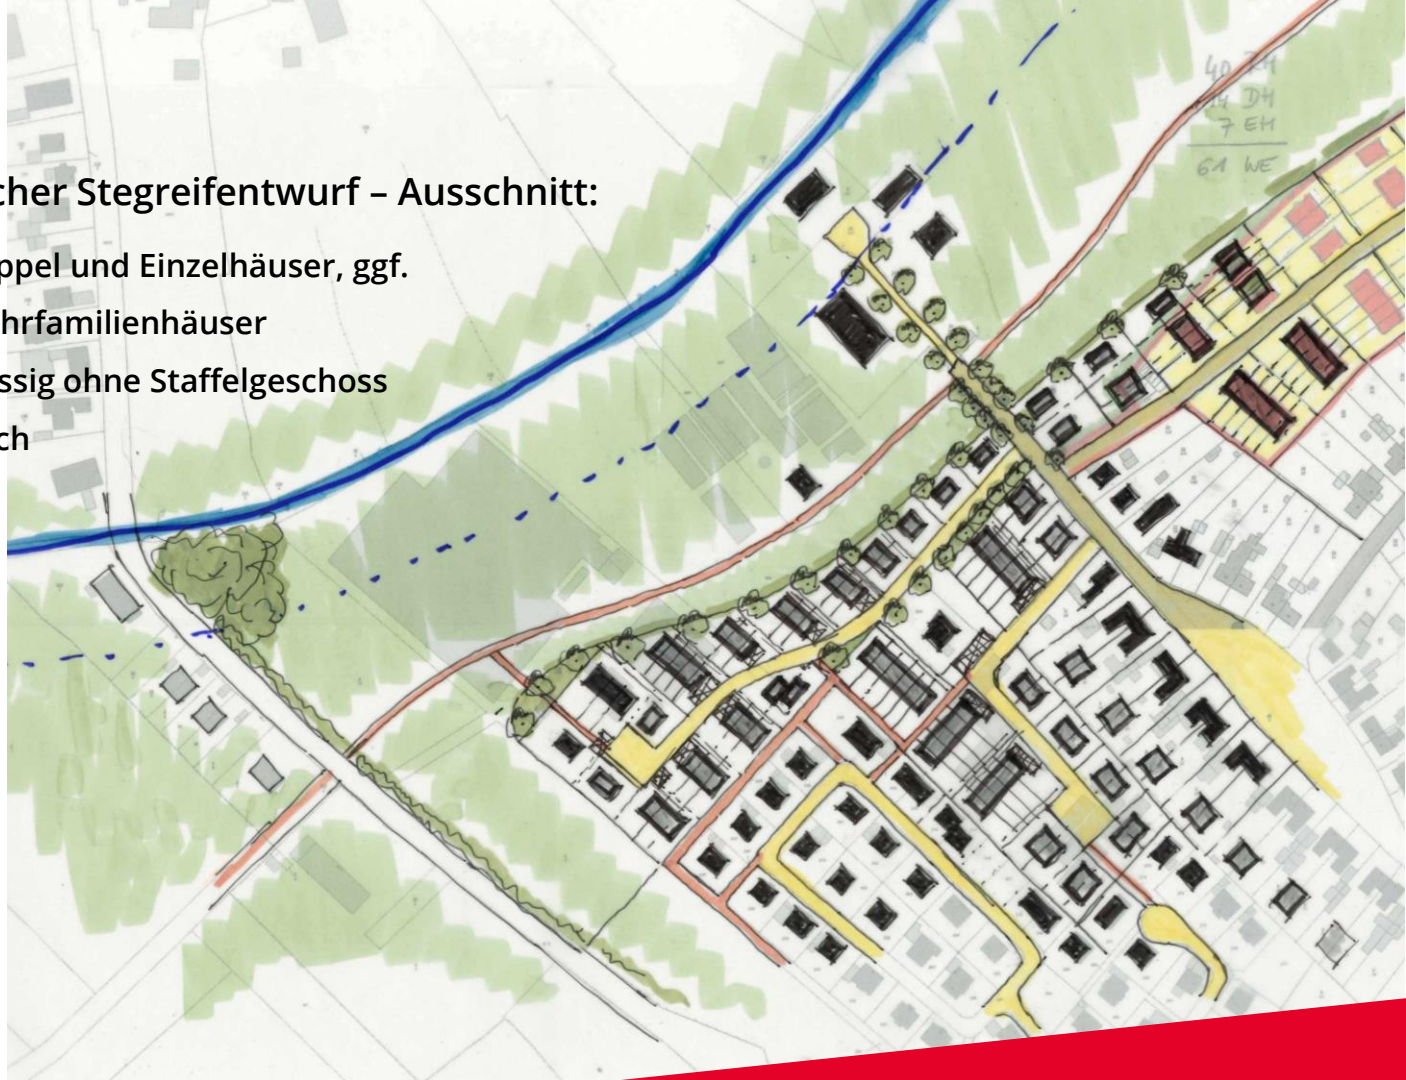 cher Stegreifentwurf – Ausschnitt:
ppel und Einzelhäuser, ggf.
hrfamilienhäuser
ssig ohne Staffelgeschoss
ch
40 RH
14 DH
7 EH
61 WE